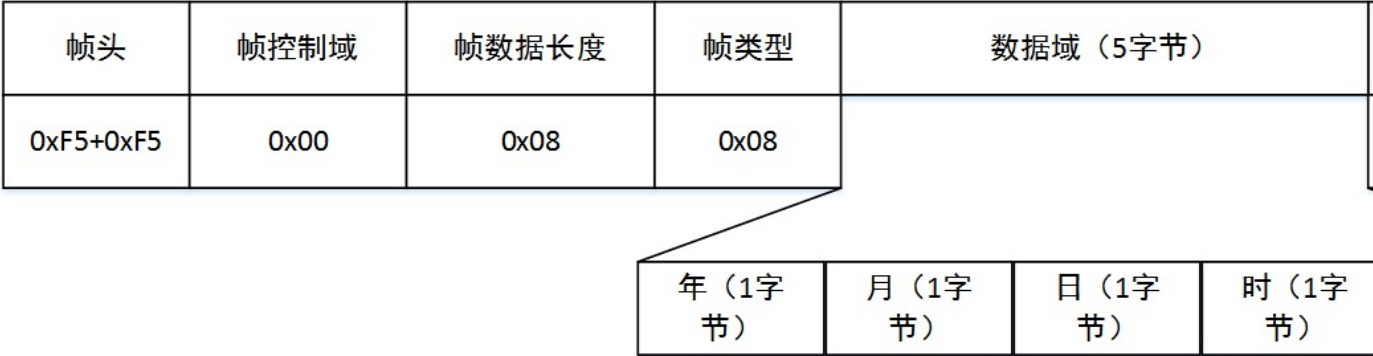 帧头 帧控制域 帧数据长度 帧类型 数据域（5字节）
0xF5+0xF5 0x00 0x08 0x08
年（1字 月（1字 日（1字 时（1字
节） 节） 节） 节）